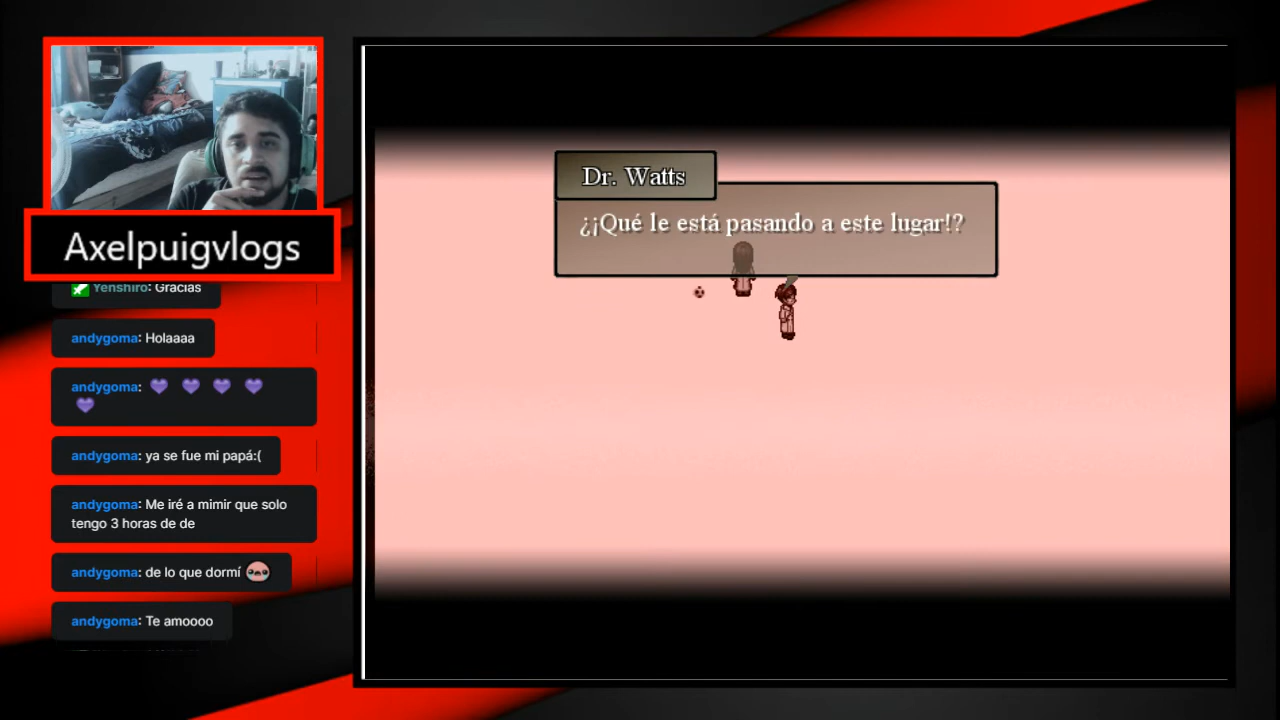 Axelpuigvlogs
Yenshiro: Gracias
andygoma: Holaaaa
andygoma:
andygoma: ya se fue mi papá:(
andygoma: Me iré a mimir que solo
tengo 3 horas de de
andygoma: de lo que dormí
andygoma: Te amoooo
Dr. Watts
¿¡Qué le está pasando a este lugar!?